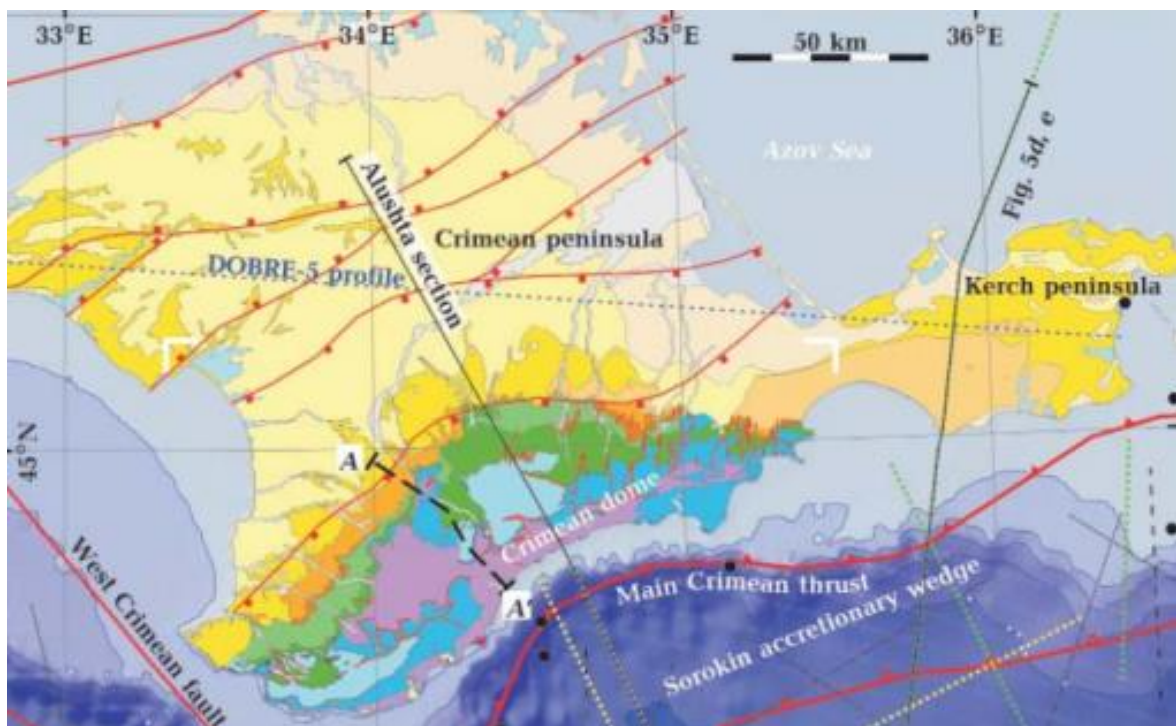 33°E
34°E
35°E
36°E
50 km
Azov Sea
Fig. 5d, e
Alushta section
Crimean peninsula
DOBRE-5 profile
Kerch peninsula
45°N
A
Crimean dome
A'
West Crimean fault
Main Crimean thrust
Sorokin accretionary wedge